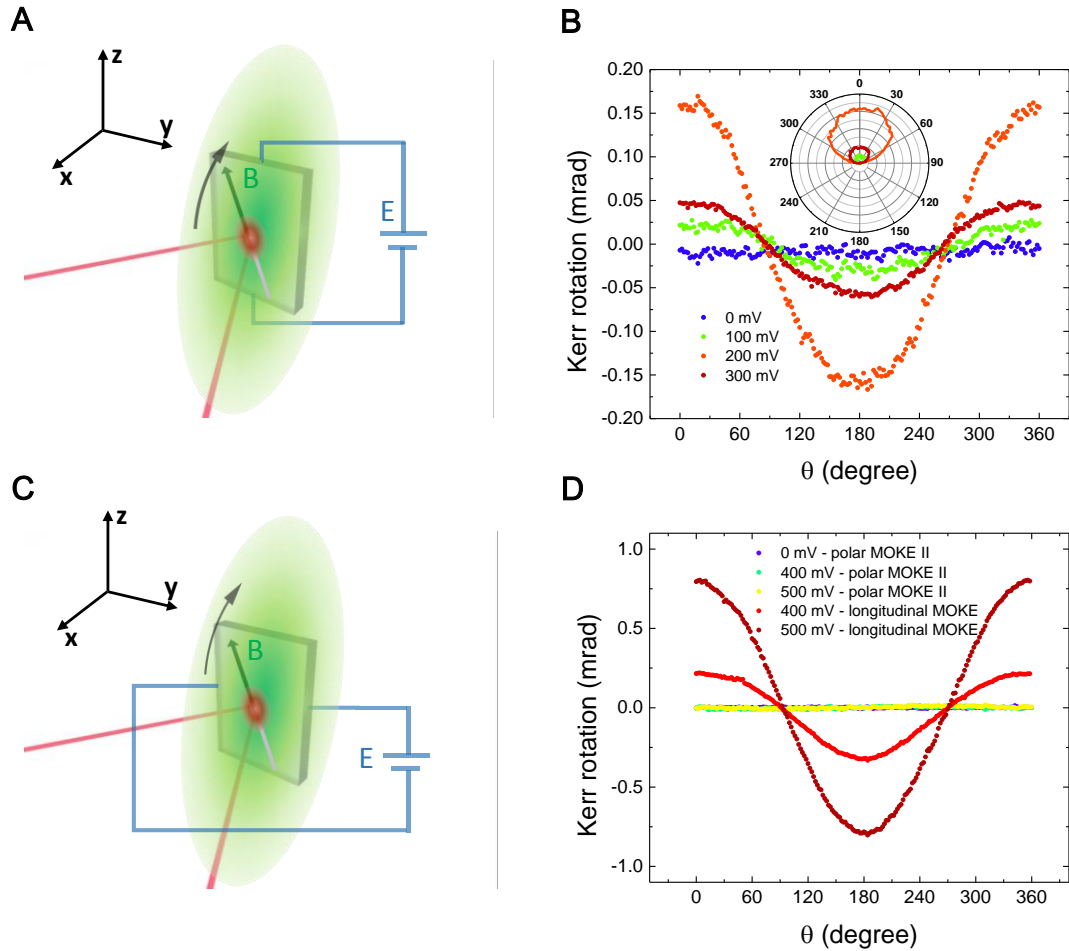 A
z
y
x
B
E
B
0.20
0.15
0.10
0.05
0.00
-0.05
-0.10
-0.15
-0.20
Kerr rotation (mrad)
0
30
60
90
120
150
180
210
240
270
300
330
0 mV
100 mV
200 mV
300 mV
0 60 120 180 240 300 360
θ (degree)
C
z
y
x
B
E
D
1.0
0.5
0.0
-0.5
-1.0
Kerr rotation (mrad)
0 mV - polar MOKE II
400 mV - polar MOKE II
500 mV - polar MOKE II
400 mV - longitudinal MOKE
500 mV - longitudinal MOKE
0 60 120 180 240 300 360
θ (degree)